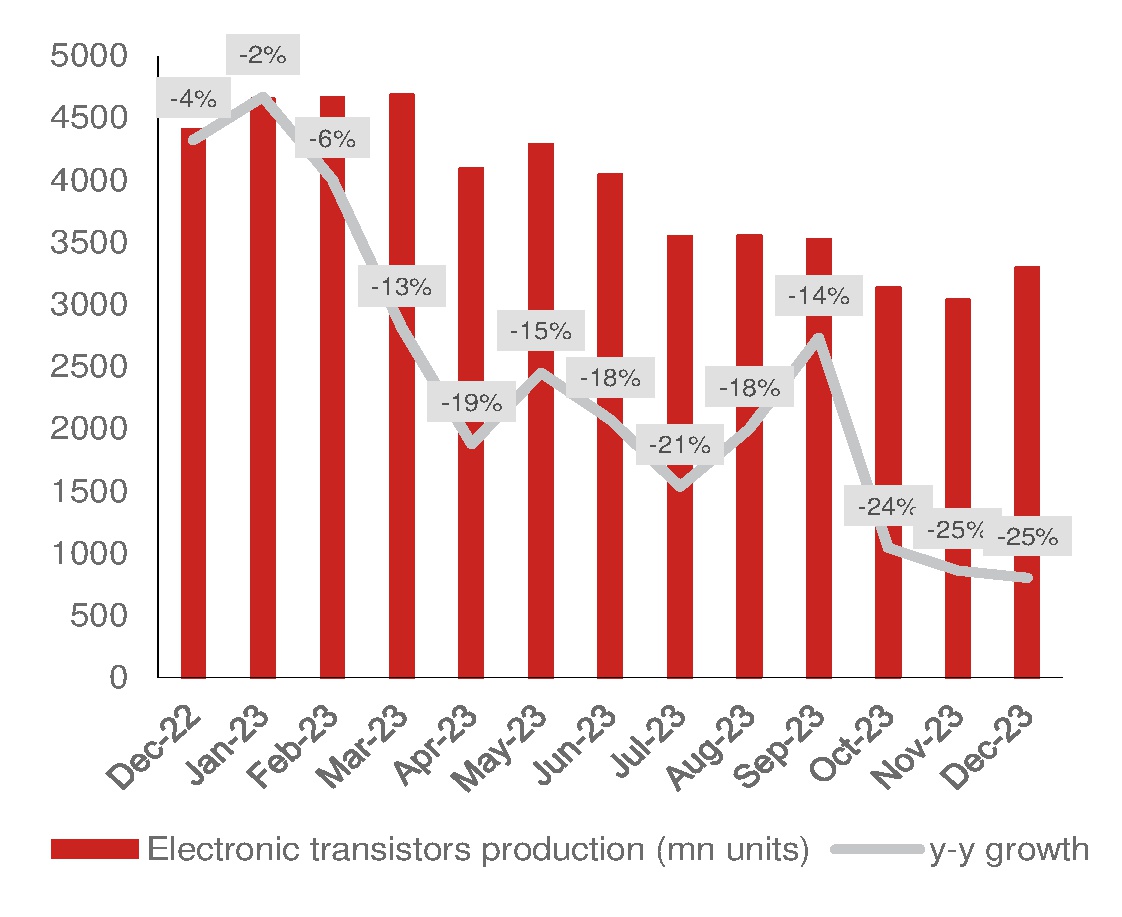 5000
4500
4000
3500
3000
2500
2000
1500
1000
500
0
-4%
-2%
-6%
-13%
-19%
-15%
-18%
-21%
-18%
-14%
-24%
-25%
-25%
Dec-22
Jan-23
Feb-23
Mar-23
Apr-23
May-23
Jun-23
Jul-23
Aug-23
Sep-23
Oct-23
Nov-23
Dec-23
Electronic transistors production (mn units)
y-y growth